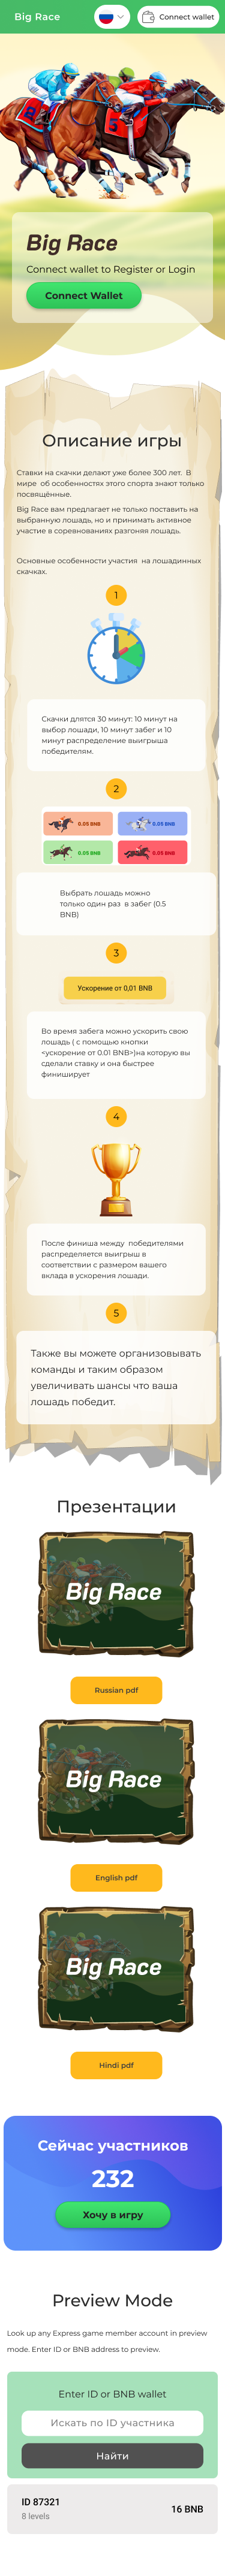 Big Race
Connect wallet
Big Race
Connect wallet to Register or Login
Connect Wallet
Описание игры
Ставки на скачки делают уже более 300 лет. В
мире об особенностях этого спорта знают только
посвящённые.
Big Race вам предлагает не только поставить на
выбранную лошадь, но и принимать активное
участие в соревнованиях разгоняя лошадь.
Основные особенности участия на лошадинных
скачках.
1
Скачки длятся 30 минут: 10 минут на
выбор лошади, 10 минут забег и 10
минут распределение выигрыша
победителям.
2
0.05 BNB
0.05 BNB
0.05 BNB
0.05 BNB
Выбрать лошадь можно
только один раз в забег (0.5
BNB)
3
Ускорение от 0,01 BNB
Во время забега можно ускорить свою
лошадь ( с помощью кнопки
<ускорение от 0.01 BNB>)на которую вы
сделали ставку и она быстрее
финиширует
4
После финиша между победителями
распределяется выигрыш в
соответствии с размером вашего
вклада в ускорения лошади.
5
Также вы можете организовывать
команды и таким образом
увеличивать шансы что ваша
лошадь победит.
Презентации
Big Race
Russian pdf
Big Race
English pdf
Big Race
Hindi pdf
Сейчас участников
232
Хочу в игру
Preview Mode
Look up any Express game member account in preview
mode. Enter ID or BNB address to preview.
Enter ID or BNB wallet
Искать по ID участника
Найти
ID 87321
16 BNB
8 levels